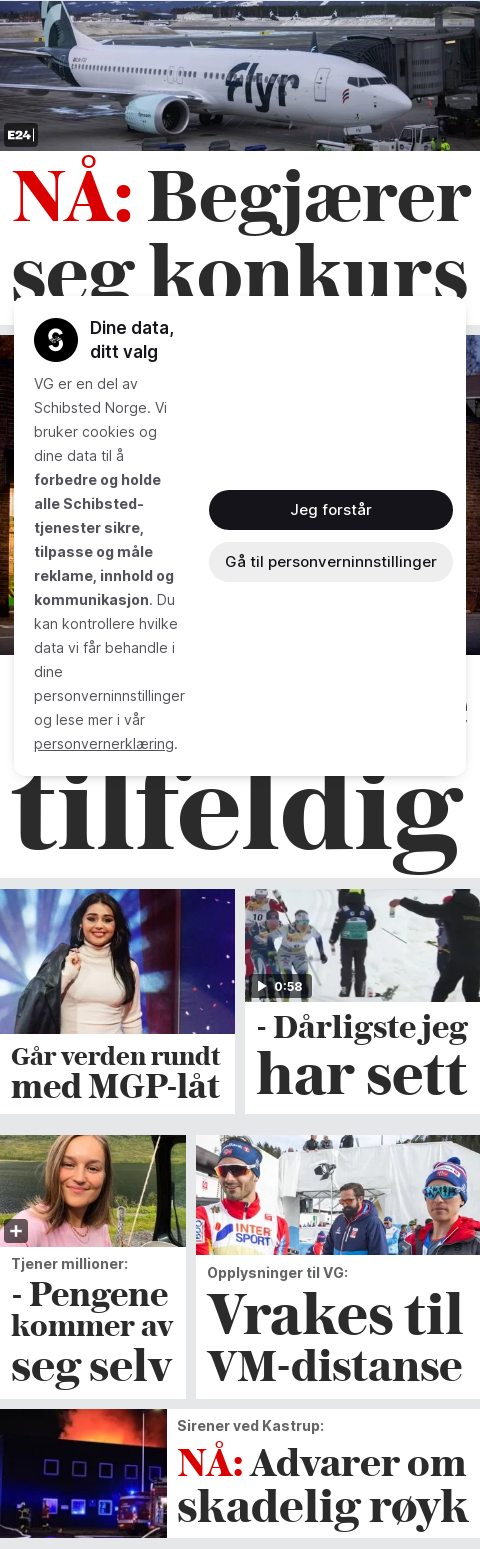 flyr
E24
NÅ: Begjærer
seg konkurs
Dine data,
ditt valg
VG er en del av
Schibsted Norge. Vi
bruker cookies og
dine data til å
forbedre og holde
alle Schibsted-
tjenester sikre,
tilpasse og måle
reklame, innhold og
kommunikasjon. Du
kan kontrollere hvilke
data vi får behandle i
dine
personverninnstillinger
og lese mer i vår
personvernerklæring.
Jeg forstår
Gå til personverninnstillinger
tilfeldig
10
0:58
Går verden rundt
med MGP-låt
- Dårligste jeg
har sett
Tjener millioner:
- Pengene
kommer av
seg selv
INTER
SPORT
Opplysninger til VG:
Vrakes til
VM-distanse
Sirener ved Kastrup:
NÅ: Advarer om
skadelig røyk